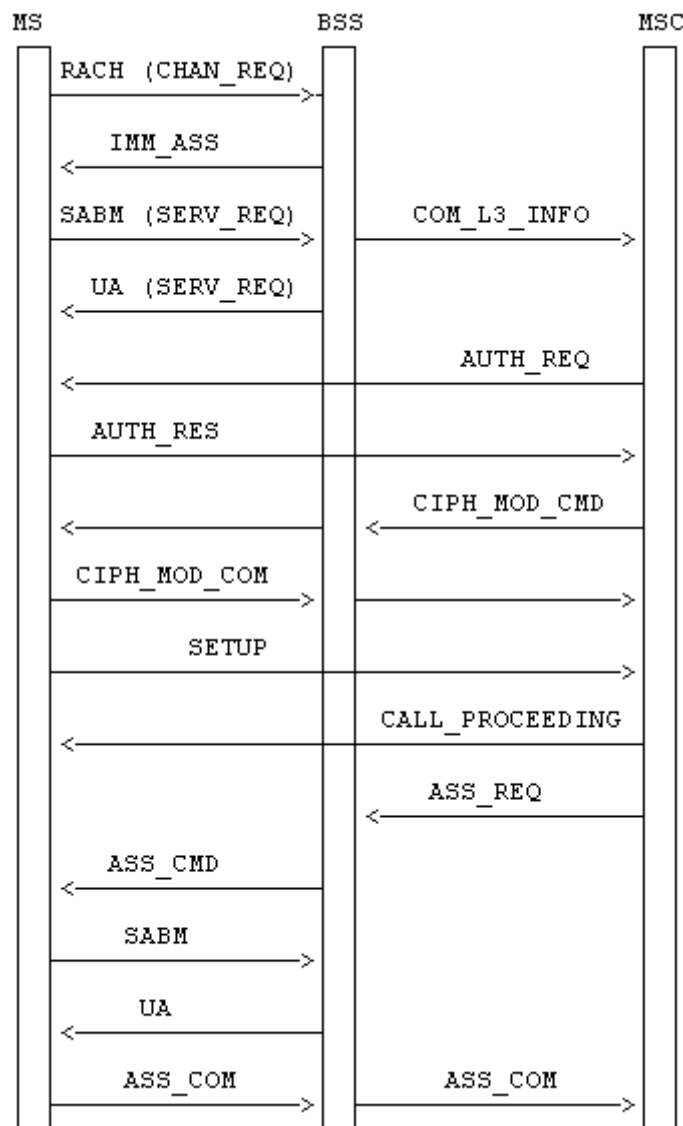 MS BSS MSC
RACH (CHAN_REQ)
IMM_ASS
SABM (SERV_REQ) COM_L3_INFO
UA (SERV_REQ)
AUTH_REQ
AUTH_RES
CIPH_MOD_CMD
CIPH_MOD_COM
SETUP
CALL_PROCEEDING
ASS_REQ
ASS_CMD
SABM
UA
ASS_COM ASS_COM